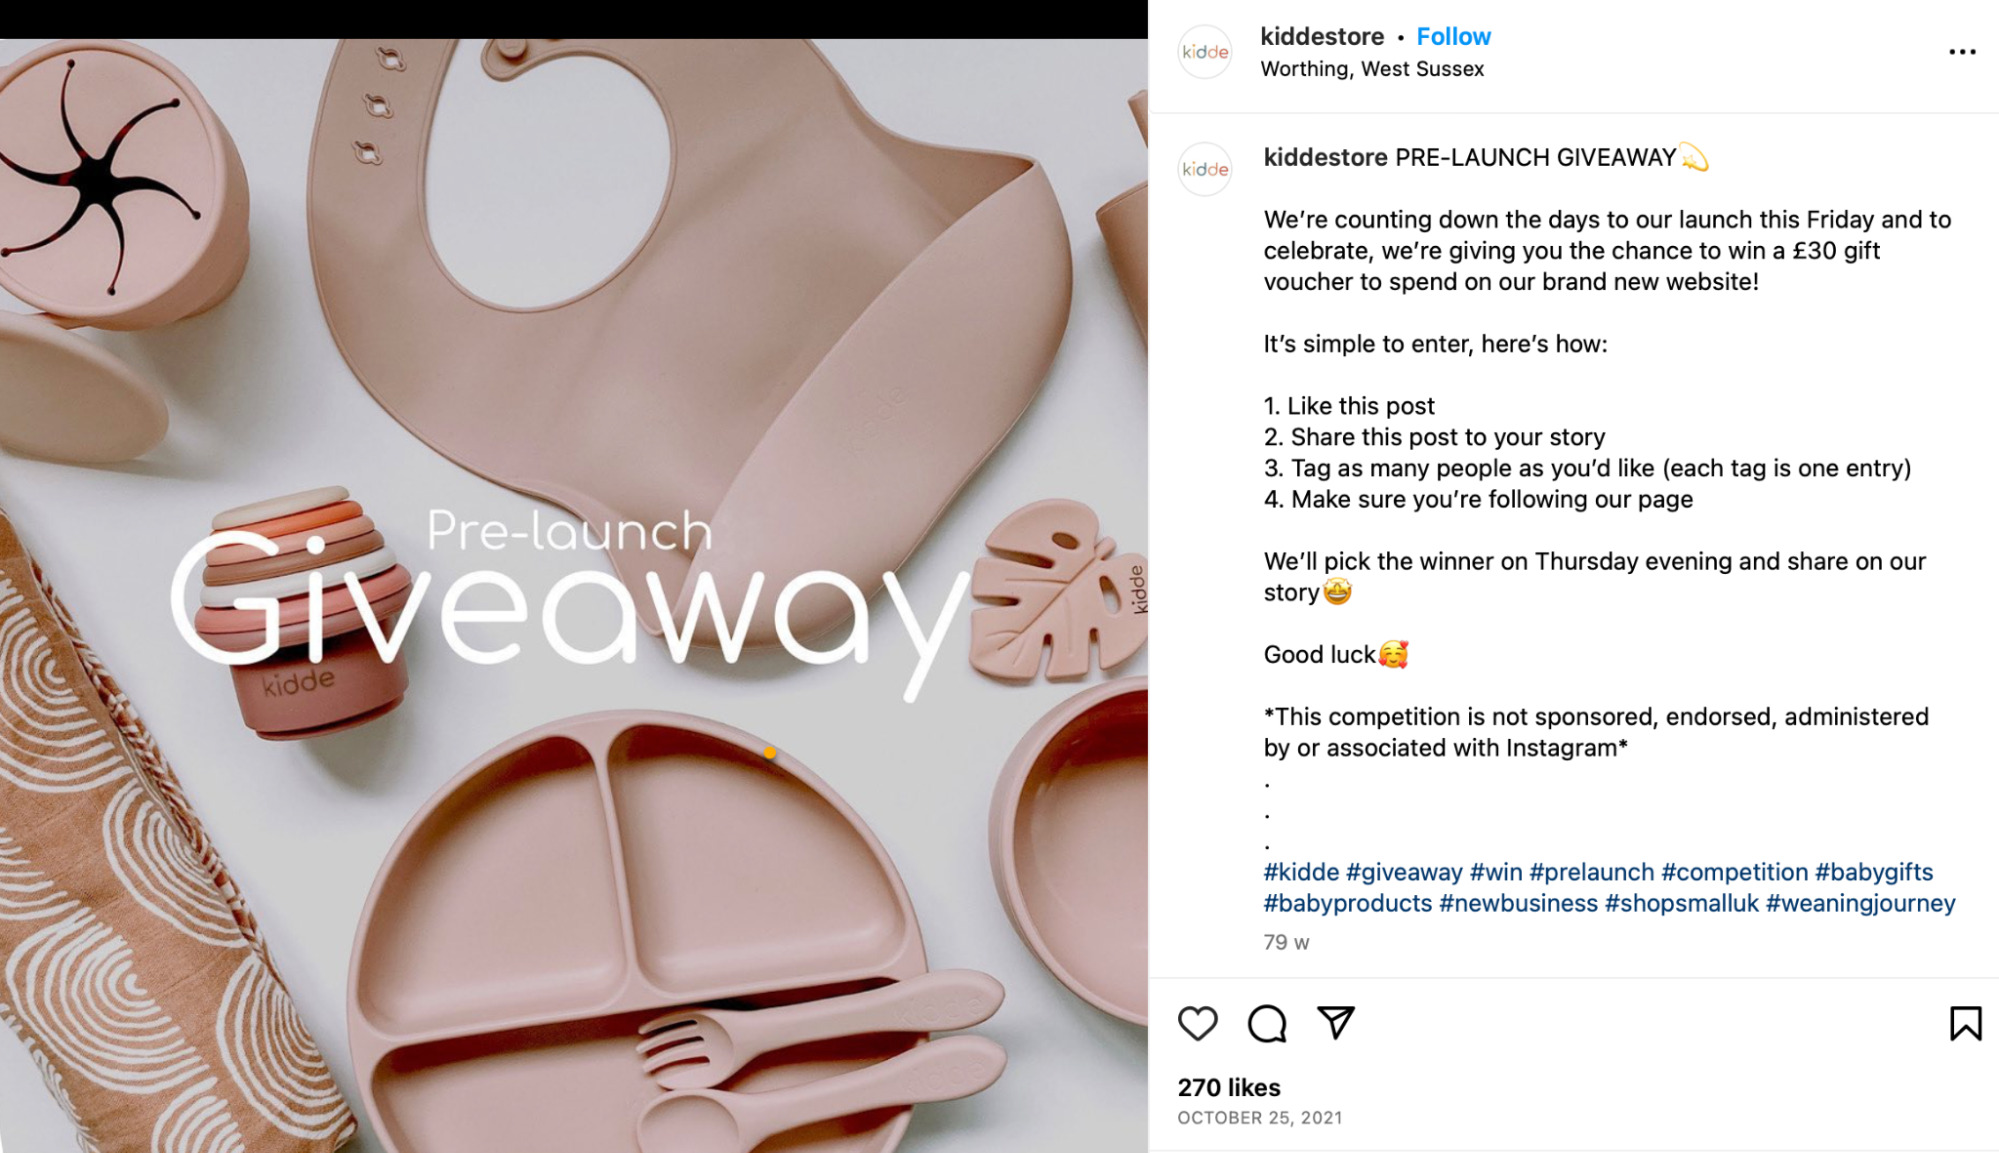 Pre-launch
Giveaway
kidde
kidde
kidde
kidde
kidde
kidde
kiddestore • Follow
Worthing, West Sussex
kidde
kiddestore PRE-LAUNCH GIVEAWAY💫
We’re counting down the days to our launch this Friday and to
celebrate, we’re giving you the chance to win a £30 gift
voucher to spend on our brand new website!
It’s simple to enter, here’s how:
1. Like this post
2. Share this post to your story
3. Tag as many people as you’d like (each tag is one entry)
4. Make sure you’re following our page
We’ll pick the winner on Thursday evening and share on our
story🤩
Good luck🥰
*This competition is not sponsored, endorsed, administered
by or associated with Instagram*
.
.
.
#kidde #giveaway #win #prelaunch #competition #babygifts
#babyproducts #newbusiness #shopsmalluk #weaningjourney
79 w
270 likes
OCTOBER 25, 2021